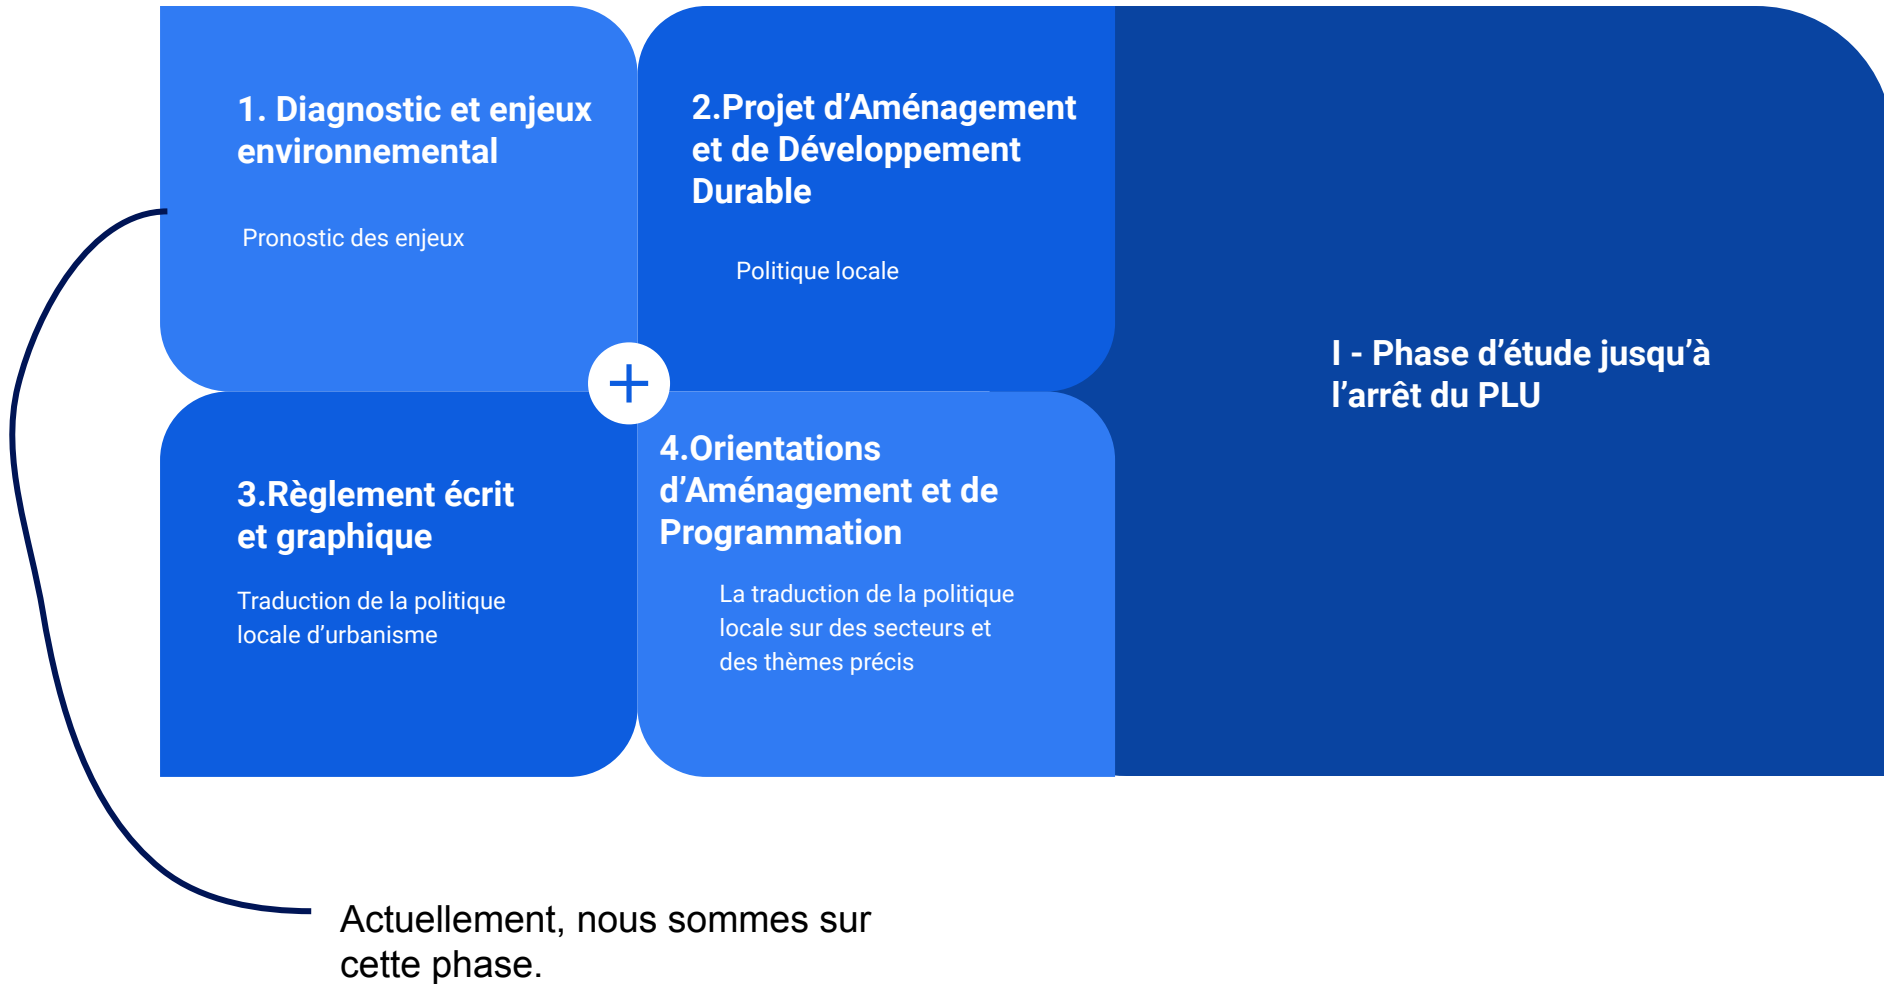 1. Diagnostic et enjeux
environnemental
Pronostic des enjeux
2.Projet d’Aménagement
et de Développement
Durable
Politique locale
3.Règlement écrit
et graphique
Traduction de la politique
locale d’urbanisme
4.Orientations
d’Aménagement et de
Programmation
La traduction de la politique
locale sur des secteurs et
des thèmes précis
I - Phase d’étude jusqu’à
l’arrêt du PLU
Actuellement, nous sommes sur
cette phase.